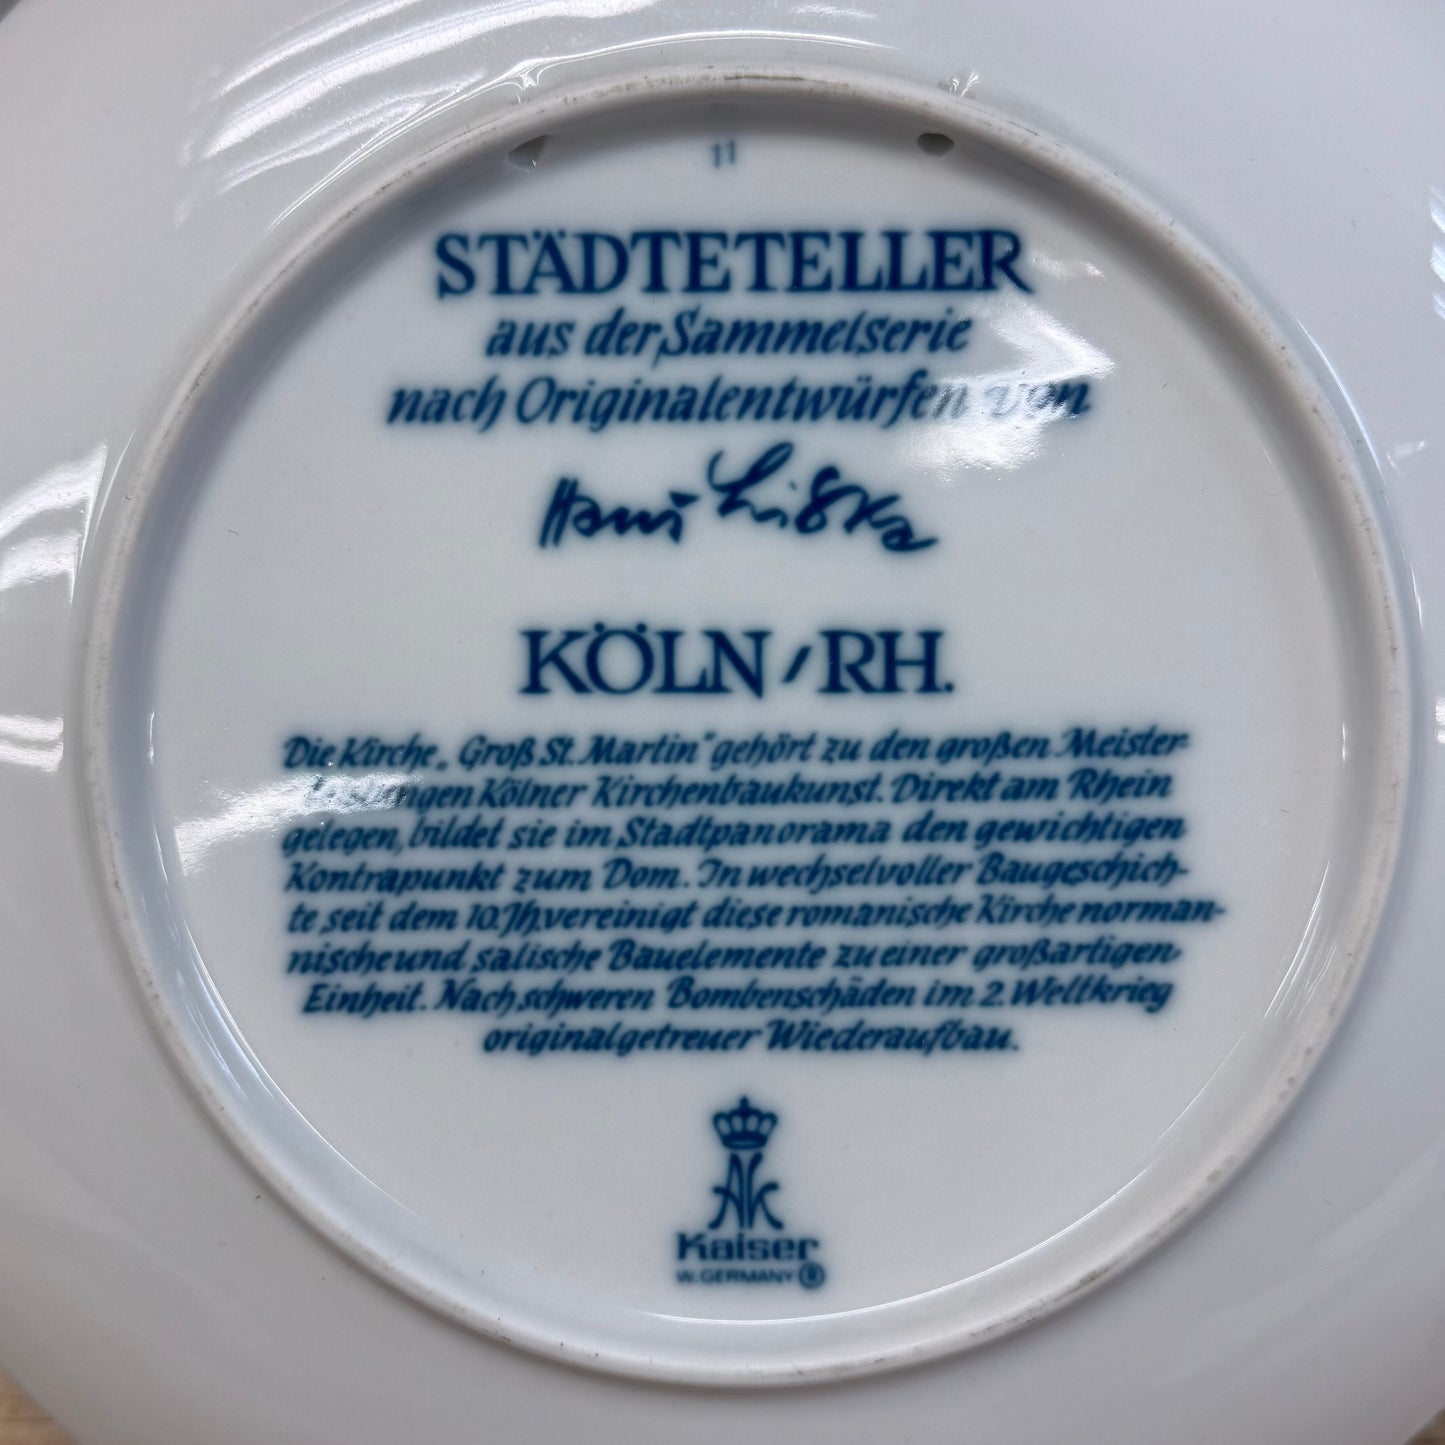 11
STÄDTETELLER
aus der Sammelserie
nach Originalentwürfen von
Hans Liska
KÖLN/RH.
Die Kirche „Groß St. Martin" gehört zu den großen Meister-
leistungen Kölner Kirchenbaukunst. Direkt am Rhein
gelegen, bildet sie im Stadtpanorama den gewichtigen
Kontrapunkt zum Dom. In wechselvoller Baugeschich-
te seit dem 10. Jh. vereinigt diese romanische Kirche norman-
nische und salische Bauelemente zu einer großartigen
Einheit. Nach schweren Bombenschäden im 2. Weltkrieg
originalgetreuer Wiederaufbau.
AK
Kaiser
W. GERMANY ®